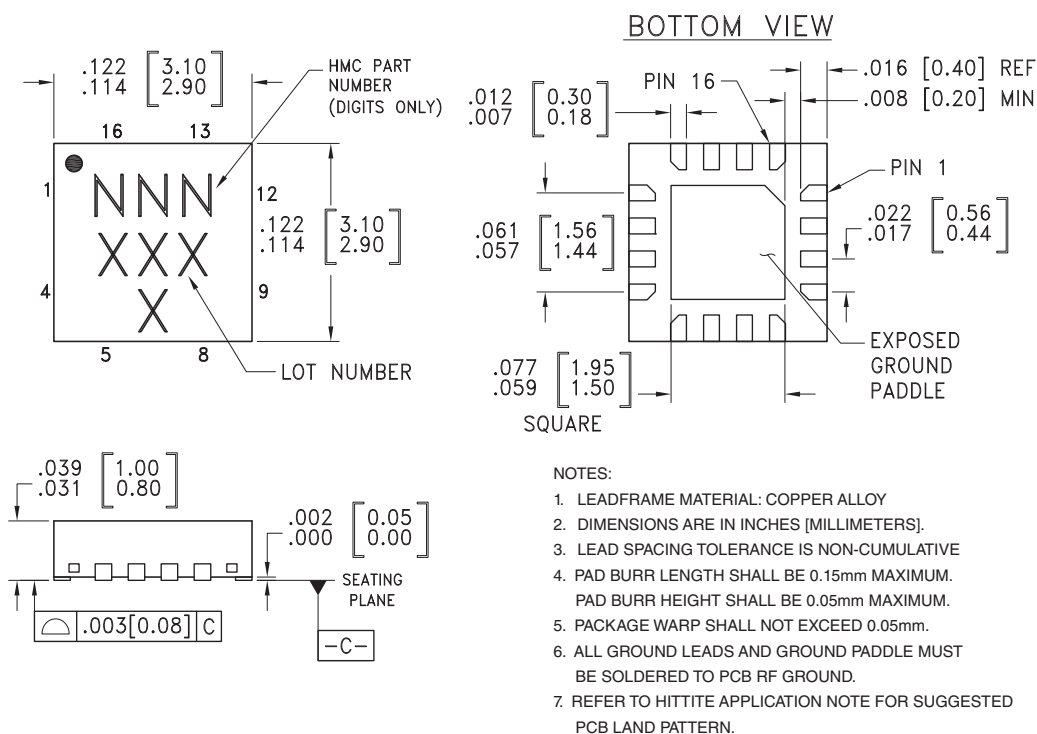 BOTTOM VIEW
.122 [3.10]
.114 [2.90]
HMC PART
NUMBER
(DIGITS ONLY)
16 13
1
12
4
9
5 8
NNN
XXX
X
.122 [3.10]
.114 [2.90]
LOT NUMBER
PIN 16
.016 [0.40] REF
.008 [0.20] MIN
.012 [0.30]
.007 [0.18]
PIN 1
.022 [0.56]
.017 [0.44]
.061 [1.56]
.057 [1.44]
EXPOSED
GROUND
PADDLE
.077 [1.95]
.059 [1.50]
SQUARE
.039 [1.00]
.031 [0.80]
.002 [0.05]
.000 [0.00]
SEATING
PLANE
.003[0.08] C
-C-
NOTES:
1. LEADFRAME MATERIAL: COPPER ALLOY
2. DIMENSIONS ARE IN INCHES [MILLIMETERS].
3. LEAD SPACING TOLERANCE IS NON-CUMULATIVE
4. PAD BURR LENGTH SHALL BE 0.15mm MAXIMUM.
PAD BURR HEIGHT SHALL BE 0.05mm MAXIMUM.
5. PACKAGE WARP SHALL NOT EXCEED 0.05mm.
6. ALL GROUND LEADS AND GROUND PADDLE MUST
BE SOLDERED TO PCB RF GROUND.
7. REFER TO HITTITE APPLICATION NOTE FOR SUGGESTED
PCB LAND PATTERN.